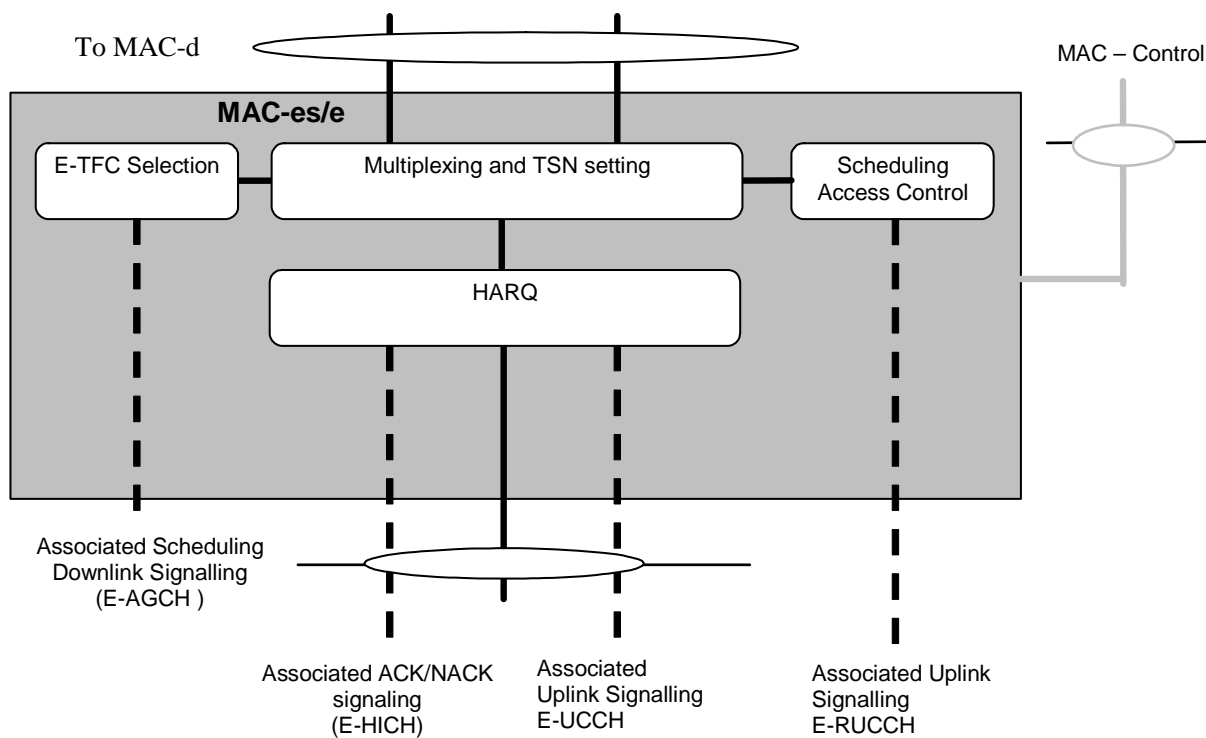 To MAC-d
MAC – Control
MAC-es/e
E-TFC Selection
Multiplexing and TSN setting
Scheduling
Access Control
HARQ
Associated Scheduling
Downlink Signalling
(E-AGCH )
Associated ACK/NACK
signaling
(E-HICH)
Associated
Uplink Signalling
E-UCCH
Associated Uplink
Signalling
E-RUCCH